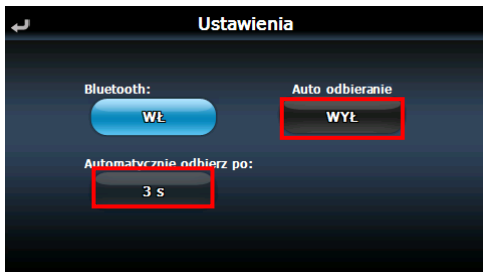 Ustawienia
Bluetooth: Auto odbieranie
WŁ WYŁ
Automatycznie odbierz po:
3 s